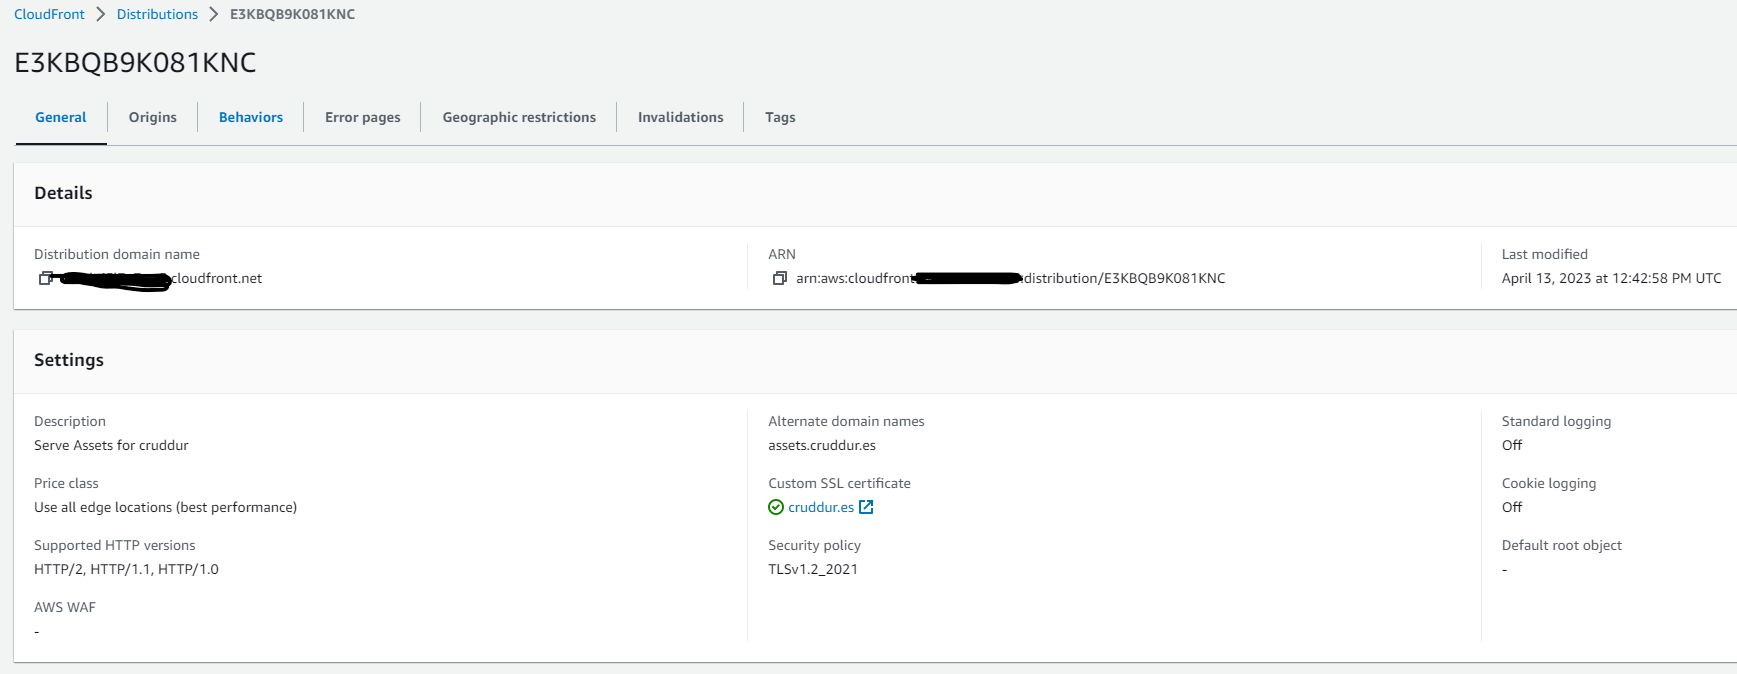 CloudFront > Distributions > E3KBQB9K081KNC
E3KBQB9K081KNC
General
Origins
Behaviors
Error pages
Geographic restrictions
Invalidations
Tags
Details
Distribution domain name
cloudfront.net
ARN
arn:aws:cloudfront
distribution/E3KBQB9K081KNC
Last modified
April 13, 2023 at 12:42:58 PM UTC
Settings
Description
Serve Assets for cruddur
Price class
Use all edge locations (best performance)
Supported HTTP versions
HTTP/2, HTTP/1.1, HTTP/1.0
AWS WAF
-
Alternate domain names
assets.cruddur.es
Custom SSL certificate
cruddur.es
Security policy
TLSv1.2_2021
Standard logging
Off
Cookie logging
Off
Default root object
-